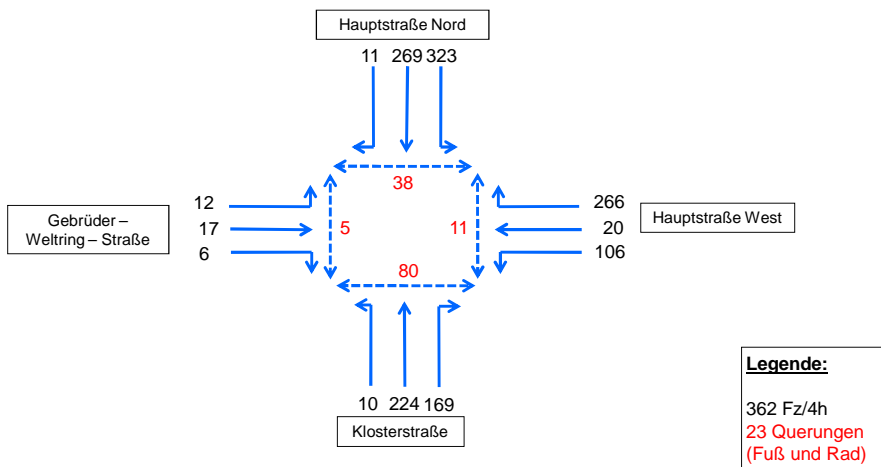 Hauptstraße Nord
11 269 323
38
12
17
6
Gebrüder –
Weltring – Straße
5
11
266
20
106
Hauptstraße West
80
10 224 169
Klosterstraße
Legende:
362 Fz/4h
23 Querungen
(Fuß und Rad)